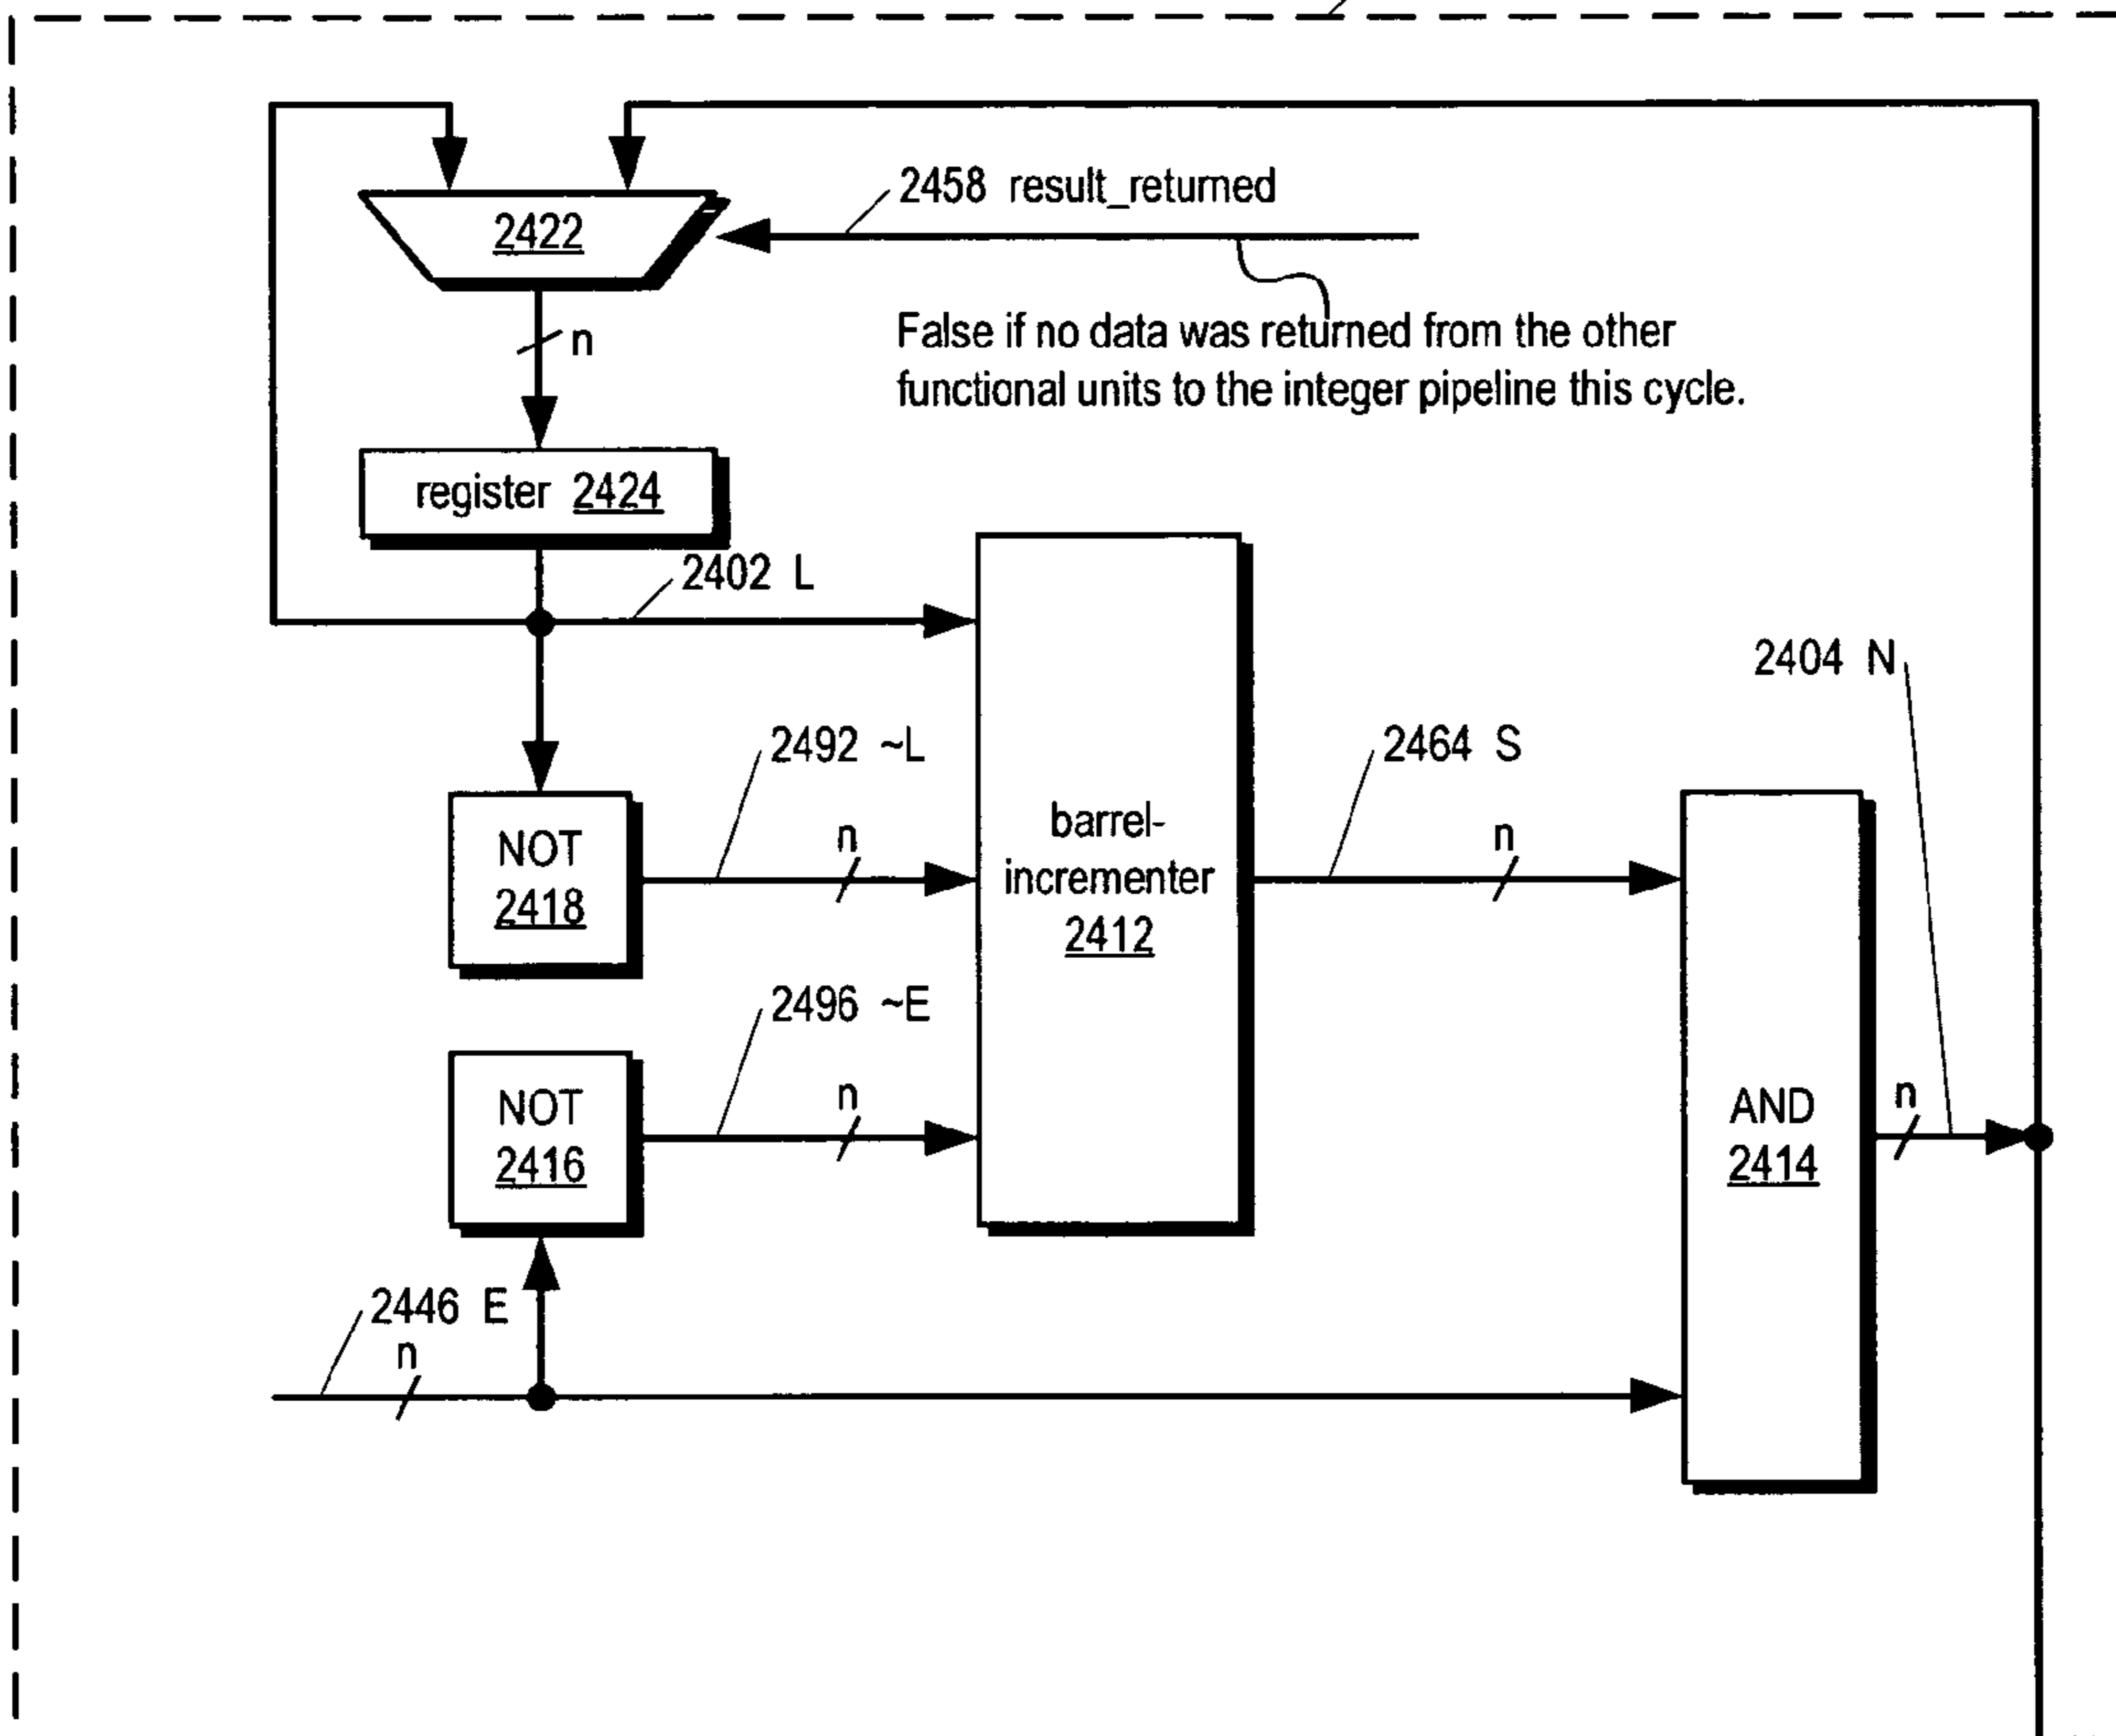 2458 result_returned
2422
n
False if no data was returned from the other
functional units to the integer pipeline this cycle.
register 2424
2402 L
2404 N
2492 ~L
2464 S
NOT
2418
n
barrel-
incrementer
2412
n
2496 ~E
NOT
2416
n
AND
2414
n
2446 E
n